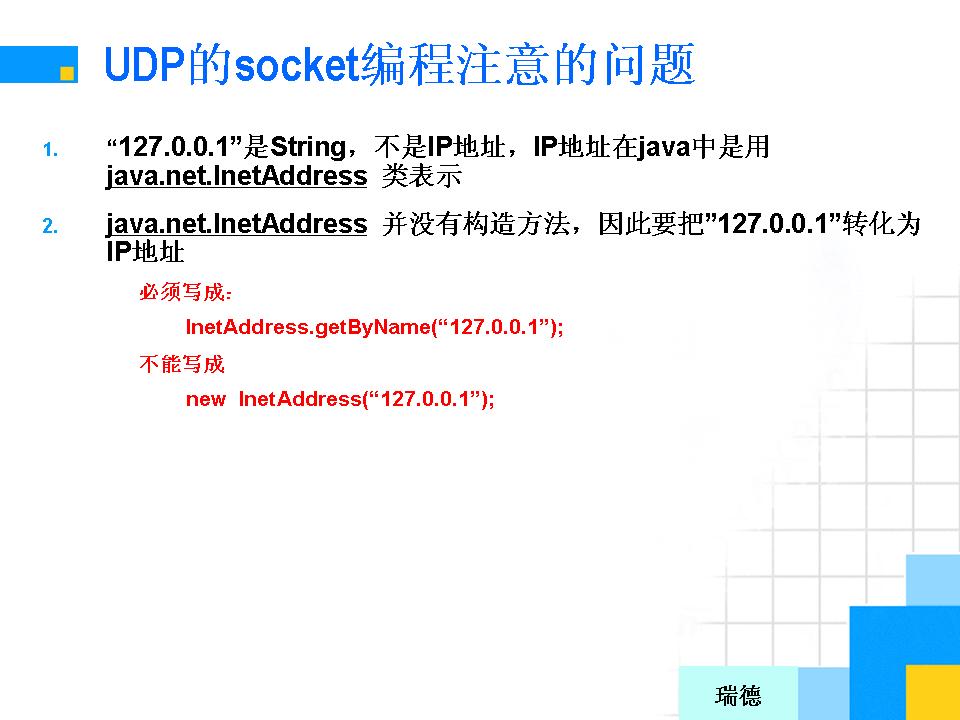 UDP的socket编程注意的问题
1. “127.0.0.1”是String，不是IP地址，IP地址在java中是用
java.net.InetAddress 类表示
2. java.net.InetAddress 并没有构造方法，因此要把”127.0.0.1”转化为
IP地址
必须写成：
InetAddress.getByName(“127.0.0.1”);
不能写成
new InetAddress(“127.0.0.1”);
瑞德